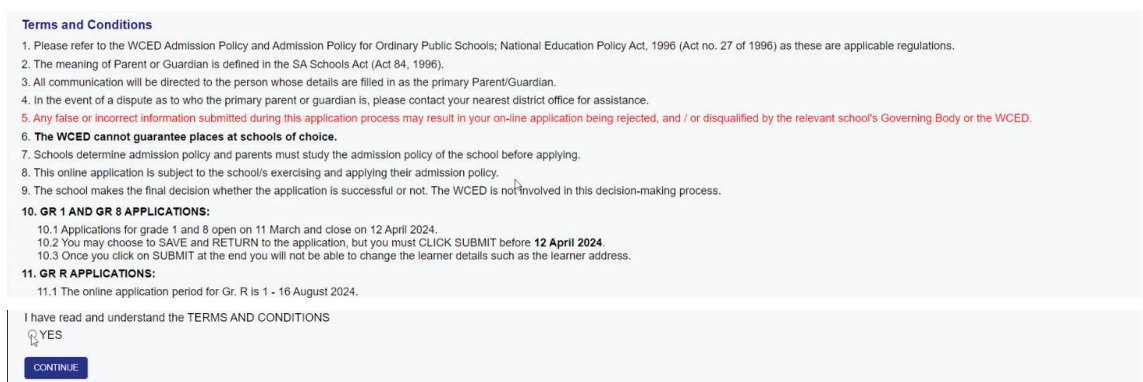 Terms and Conditions
1. Please refer to the WCED Admission Policy and Admission Policy for Ordinary Public Schools; National Education Policy Act, 1996 (Act no. 27 of 1996) as these are applicable regulations.
2. The meaning of Parent or Guardian is defined in the SA Schools Act (Act 84, 1996).
3. All communication will be directed to the person whose details are filled in as the primary Parent/Guardian.
4. In the event of a dispute as to who the primary parent or guardian is, please contact your nearest district office for assistance.
5. Any false or incorrect information submitted during this application process may result in your on-line application being rejected, and / or disqualified by the relevant school's Governing Body or the WCED.
6. The WCED cannot guarantee places at schools of choice.
7. Schools determine admission policy and parents must study the admission policy of the school before applying.
8. This online application is subject to the school/s exercising and applying their admission policy.
9. The school makes the final decision whether the application is successful or not. The WCED is not involved in this decision-making process.
10. GR 1 AND GR 8 APPLICATIONS:
10.1 Applications for grade 1 and 8 open on 11 March and close on 12 April 2024.
10.2 You may choose to SAVE and RETURN to the application, but you must CLICK SUBMIT before 12 April 2024.
10.3 Once you click on SUBMIT at the end you will not be able to change the learner details such as the learner address.
11. GR R APPLICATIONS:
11.1 The online application period for Gr. R is 1 - 16 August 2024.
I have read and understand the TERMS AND CONDITIONS
YES
CONTINUE